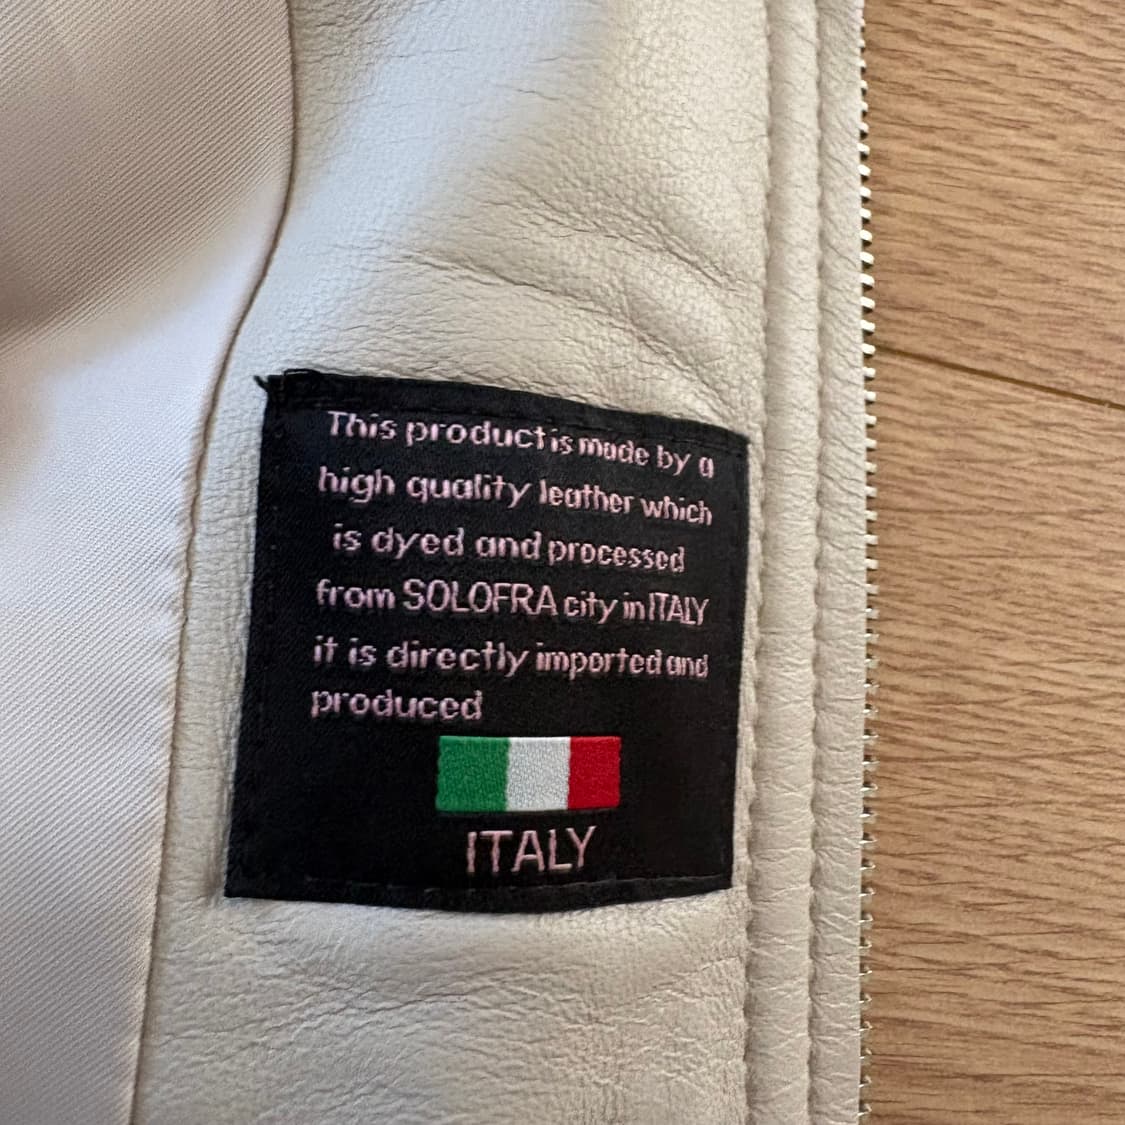 This product is made by a
high quality leather which
is dyed and processed
from SOLOFRA city in ITALY
it is directly imported and
produced
ITALY